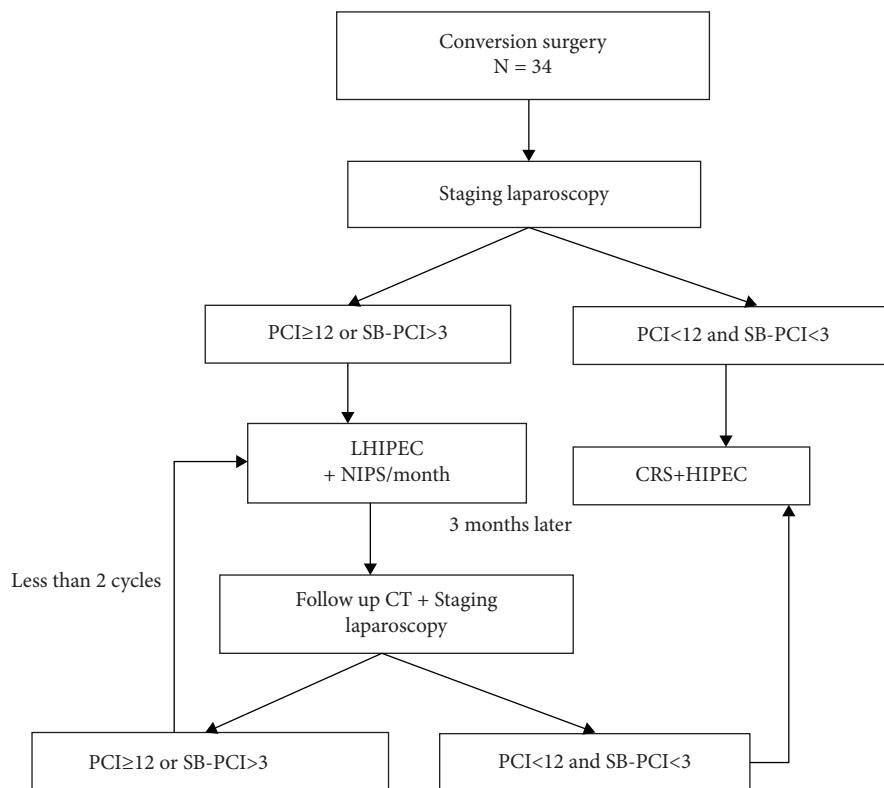 Conversion surgery
N = 34
Staging laparoscopy
PCI≥12 or SB-PCI>3
PCI<12 and SB-PCI<3
LHIPEC
+ NIPS/month
CRS+HIPEC
3 months later
Less than 2 cycles
Follow up CT + Staging
laparoscopy
PCI≥12 or SB-PCI>3
PCI<12 and SB-PCI<3